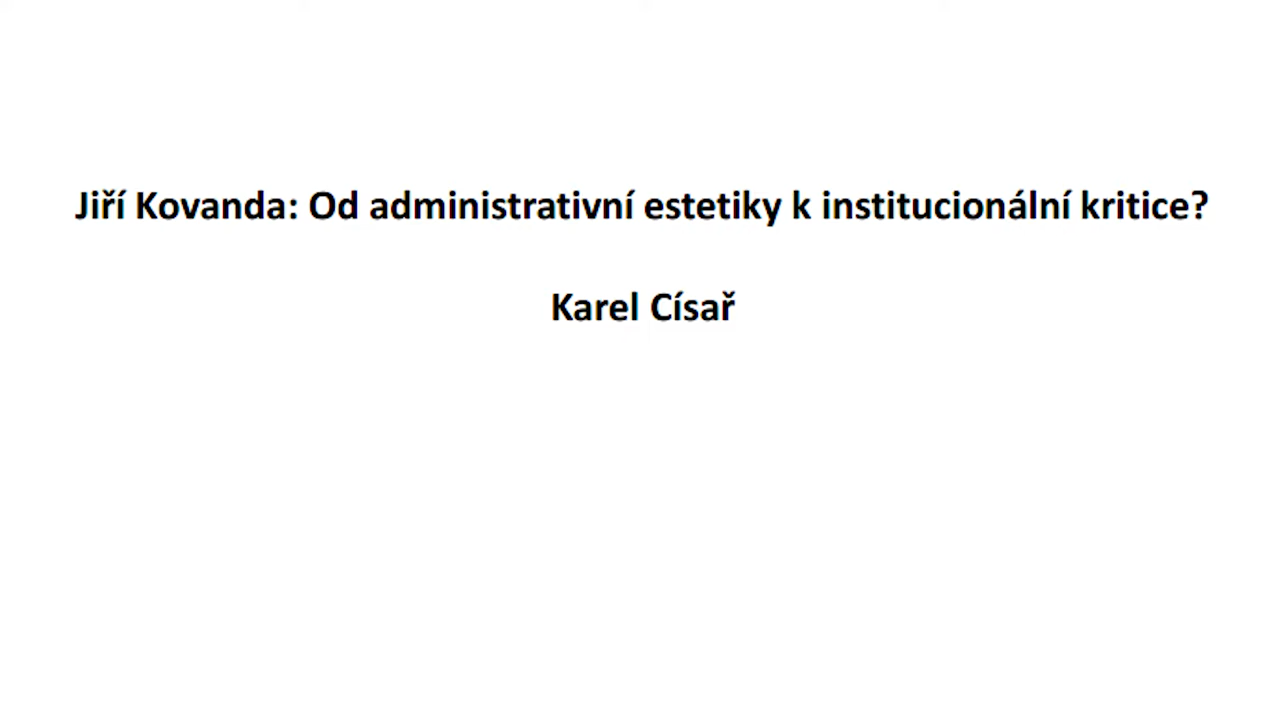 Jiří Kovanda: Od administrativní estetiky k institucionální kritice?
Karel Císař